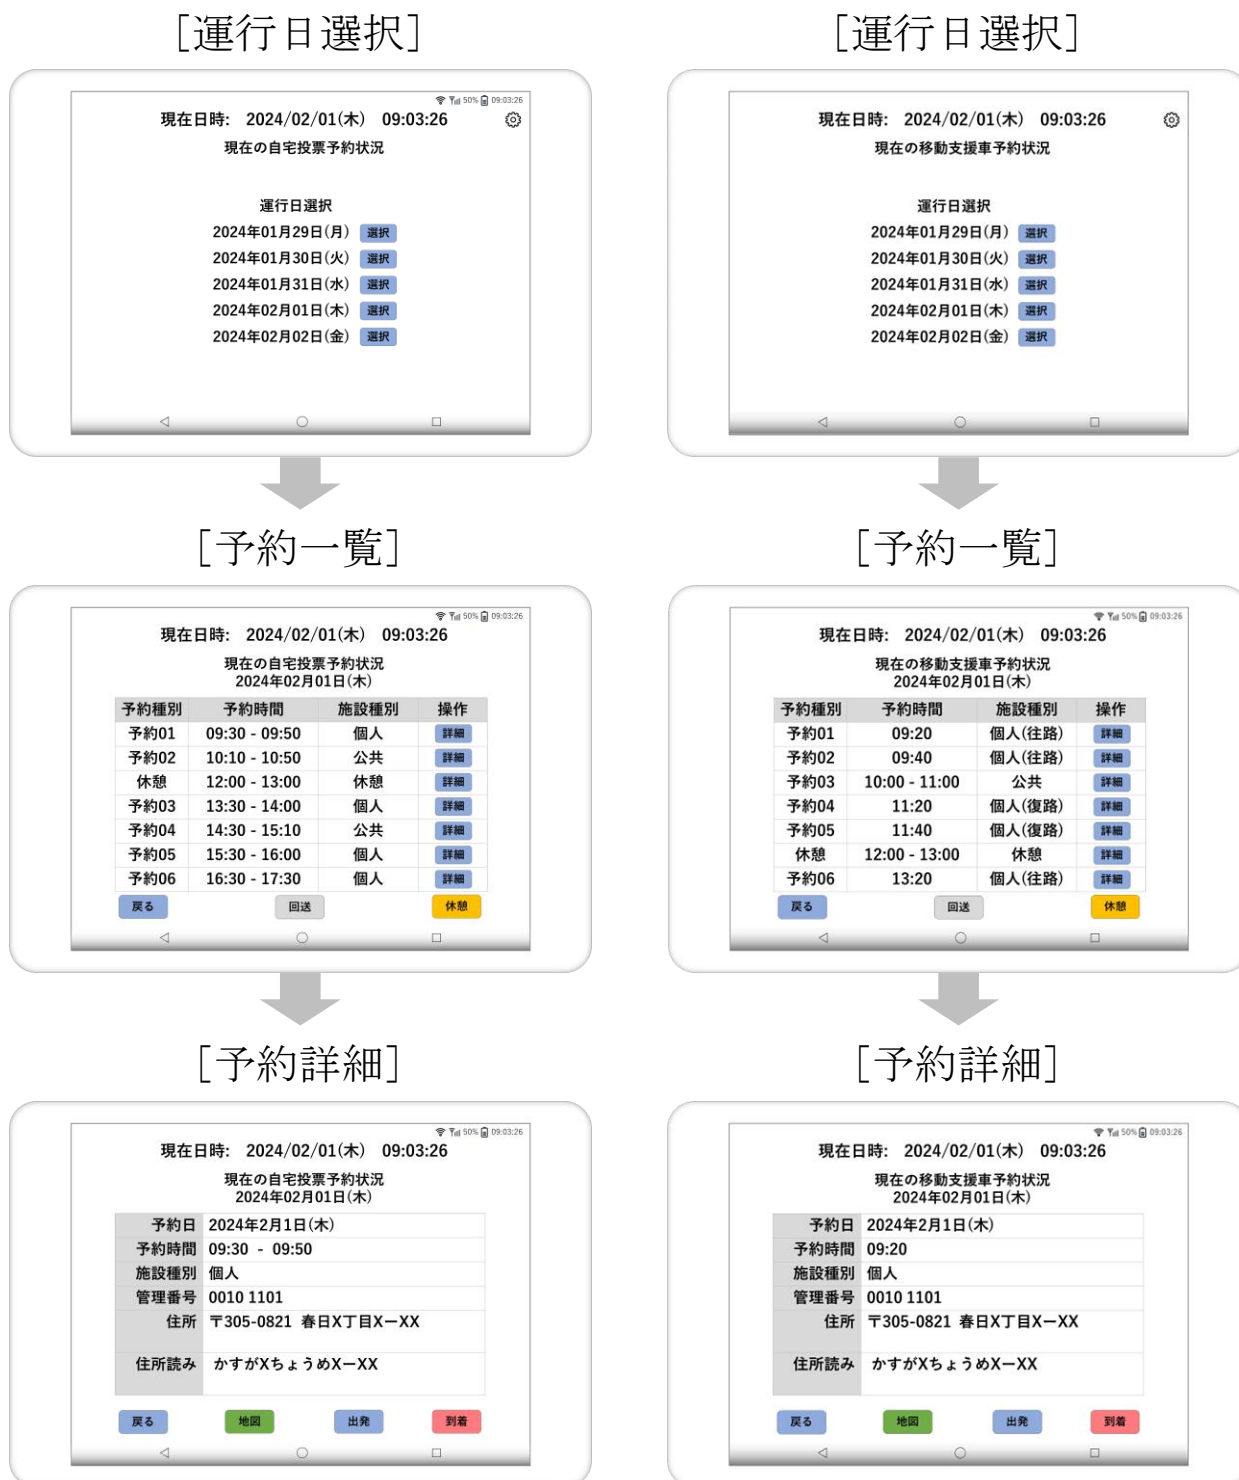 ［運行日選択］
09:03:26 50%
現在日時: 2024/02/01(木) 09:03:26
現在の自宅投票予約状況
運行日選択
2024年01月29日(月) 選択
2024年01月30日(火) 選択
2024年01月31日(水) 選択
2024年02月01日(木) 選択
2024年02月02日(金) 選択
［予約一覧］
50% 09:03:26
現在日時: 2024/02/01(木) 09:03:26
現在の自宅投票予約状況
2024年02月01日(木)
予約種別 予約時間 施設種別 操作
予約01 09:30 - 09:50 個人 詳細
予約02 10:10 - 10:50 公共 詳細
休憩 12:00 - 13:00 休憩 詳細
予約03 13:30 - 14:00 個人 詳細
予約04 14:30 - 15:10 公共 詳細
予約05 15:30 - 16:00 個人 詳細
予約06 16:30 - 17:30 個人 詳細
戻る 回送 休憩
［予約詳細］
50% 09:03:26
現在日時: 2024/02/01(木) 09:03:26
現在の自宅投票予約状況
2024年02月01日(木)
予約日 2024年2月1日(木)
予約時間 09:30 - 09:50
施設種別 個人
管理番号 0010 1101
住所 〒305-0821 春日X丁目XーXX
住所読み かすがXちょうめXーXX
戻る 地図 出発 到着
［運行日選択］
現在日時: 2024/02/01(木) 09:03:26
現在の移動支援車予約状況
運行日選択
2024年01月29日(月) 選択
2024年01月30日(火) 選択
2024年01月31日(水) 選択
2024年02月01日(木) 選択
2024年02月02日(金) 選択
［予約一覧］
50% 09:03:26
現在日時: 2024/02/01(木) 09:03:26
現在の移動支援車予約状況
2024年02月01日(木)
予約種別 予約時間 施設種別 操作
予約01 09:20 個人(往路) 詳細
予約02 09:40 個人(往路) 詳細
予約03 10:00 - 11:00 公共 詳細
予約04 11:20 個人(復路) 詳細
予約05 11:40 個人(復路) 詳細
休憩 12:00 - 13:00 休憩 詳細
予約06 13:20 個人(往路) 詳細
戻る 回送 休憩
［予約詳細］
50% 09:03:26
現在日時: 2024/02/01(木) 09:03:26
現在の移動支援車予約状況
2024年02月01日(木)
予約日 2024年2月1日(木)
予約時間 09:20
施設種別 個人
管理番号 0010 1101
住所 〒305-0821 春日X丁目XーXX
住所読み かすがXちょうめXーXX
戻る 地図 出発 到着